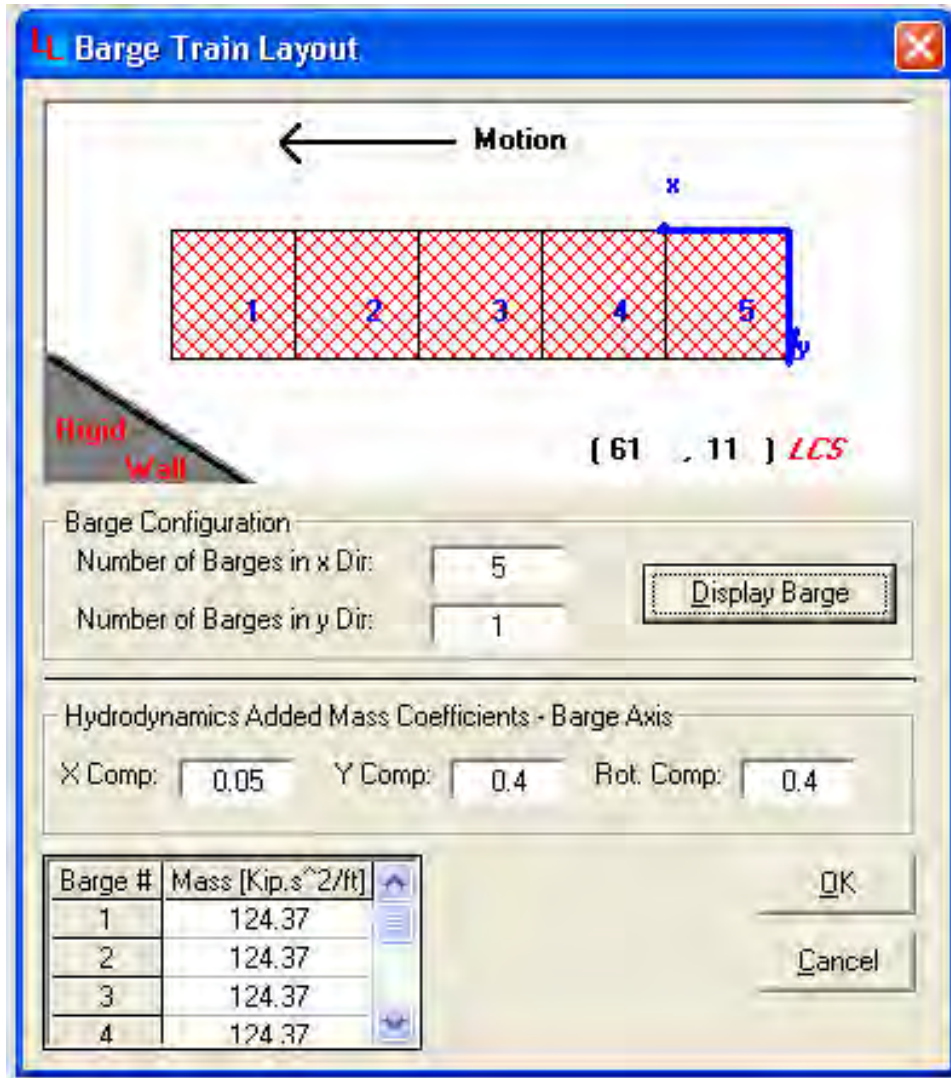 LL Barge Train Layout
Motion
x
1 2 3 4 5
y
Rigid
Wall
( 61 , 11 ) LCS
Barge Configuration
Number of Barges in x Dir: 5
Display Barge
Number of Barges in y Dir: 1
Hydrodynamics Added Mass Coefficients - Barge Axis
X Comp: 0.05 Y Comp: 0.4 Rot. Comp: 0.4
Barge # Mass [Kip.s^2/ft]
1 124.37
2 124.37
3 124.37
4 124.37
OK
Cancel